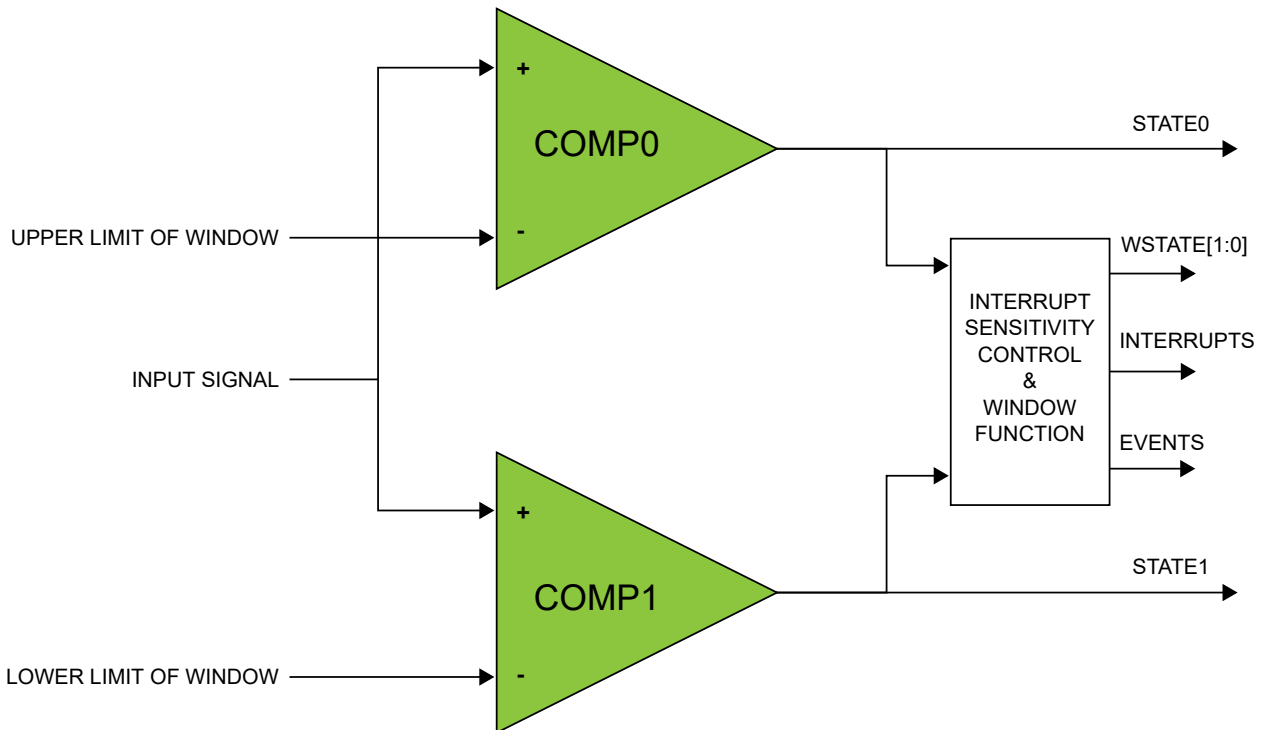 +
COMP0
-
STATE0
UPPER LIMIT OF WINDOW
WSTATE[1:0]
INTERRUPT
SENSITIVITY
CONTROL
&
WINDOW
FUNCTION
INTERRUPTS
EVENTS
INPUT SIGNAL
+
COMP1
-
STATE1
LOWER LIMIT OF WINDOW